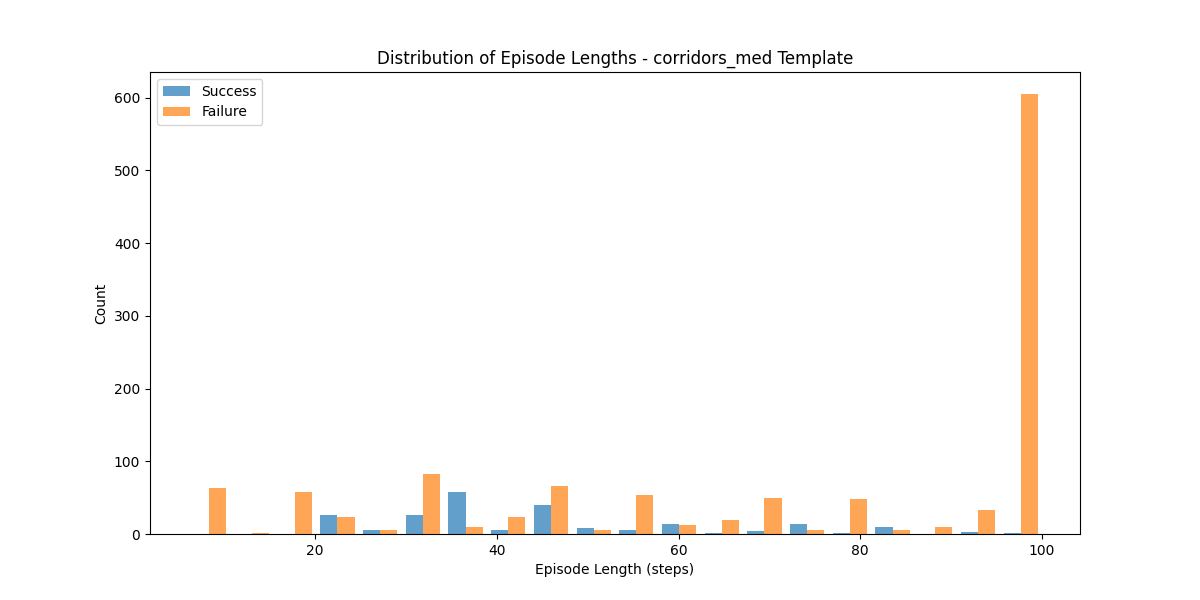 Distribution of Episode Lengths - corridors_med Template
Success
Failure
600
500
400
300
200
100
0
Count
20 40 60 80 100
Episode Length (steps)